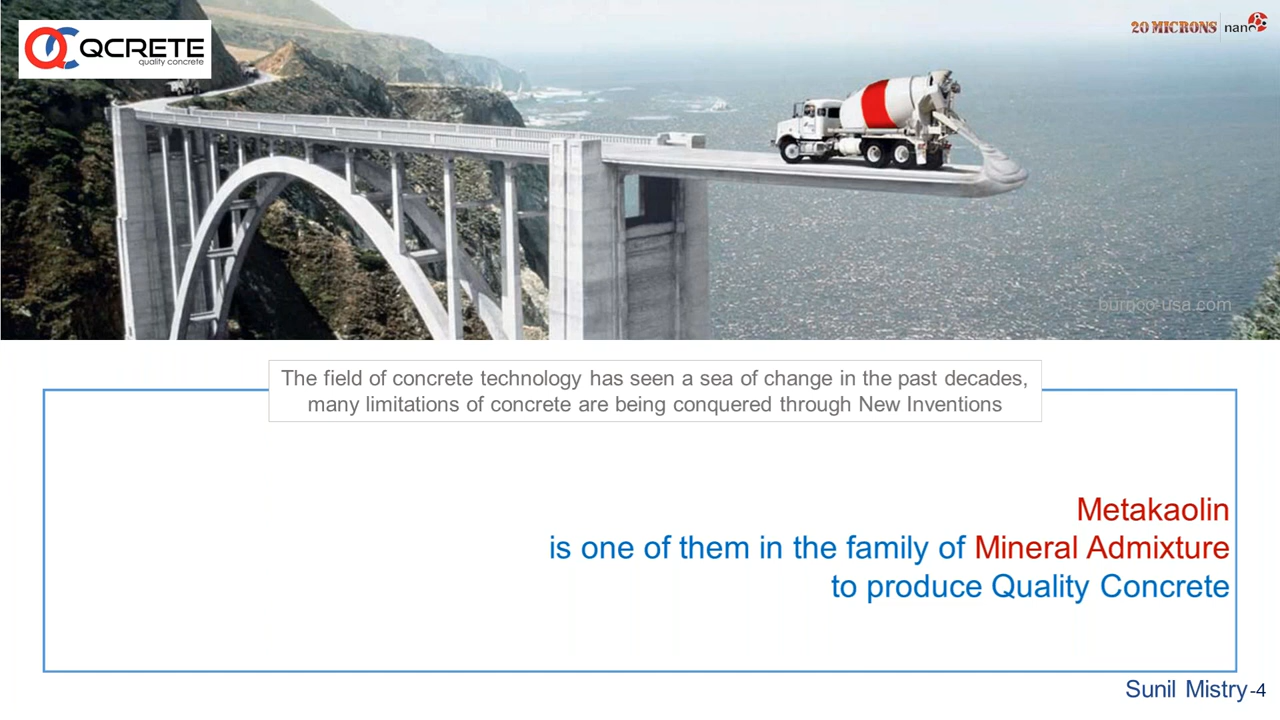 QCRETE
quality concrete
20 MICRONS nano
burgoo-usa.com
The field of concrete technology has seen a sea of change in the past decades,
many limitations of concrete are being conquered through New Inventions
Metakaolin
is one of them in the family of Mineral Admixture
to produce Quality Concrete
Sunil Mistry-4